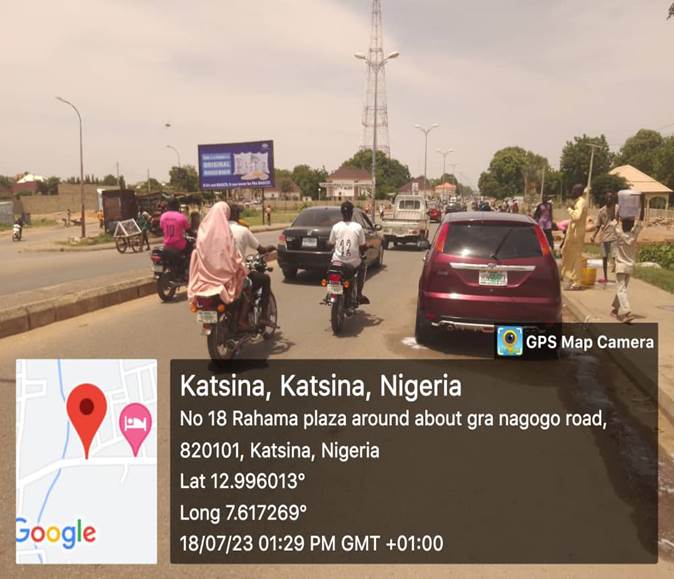 ORIGINAL
GPS Map Camera
Katsina, Katsina, Nigeria
No 18 Rahama plaza around about gra nagogo road,
820101, Katsina, Nigeria
Lat 12.996013°
Long 7.617269°
18/07/23 01:29 PM GMT +01:00
Google